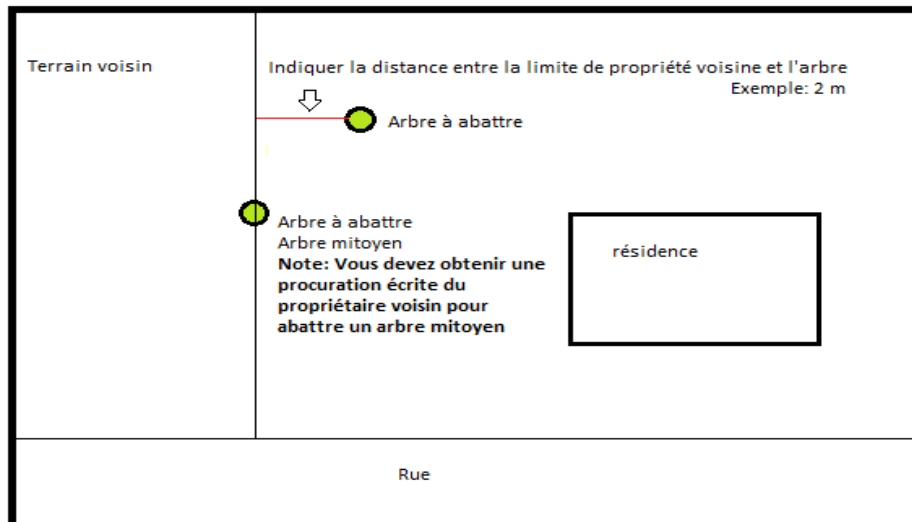 Terrain voisin
Indiquer la distance entre la limite de propriété voisine et l'arbre
Exemple: 2 m
Arbre à abattre
Arbre à abattre
Arbre mitoyen
Note: Vous devez obtenir une
procuration écrite du
propriétaire voisin pour
abattre un arbre mitoyen
résidence
Rue